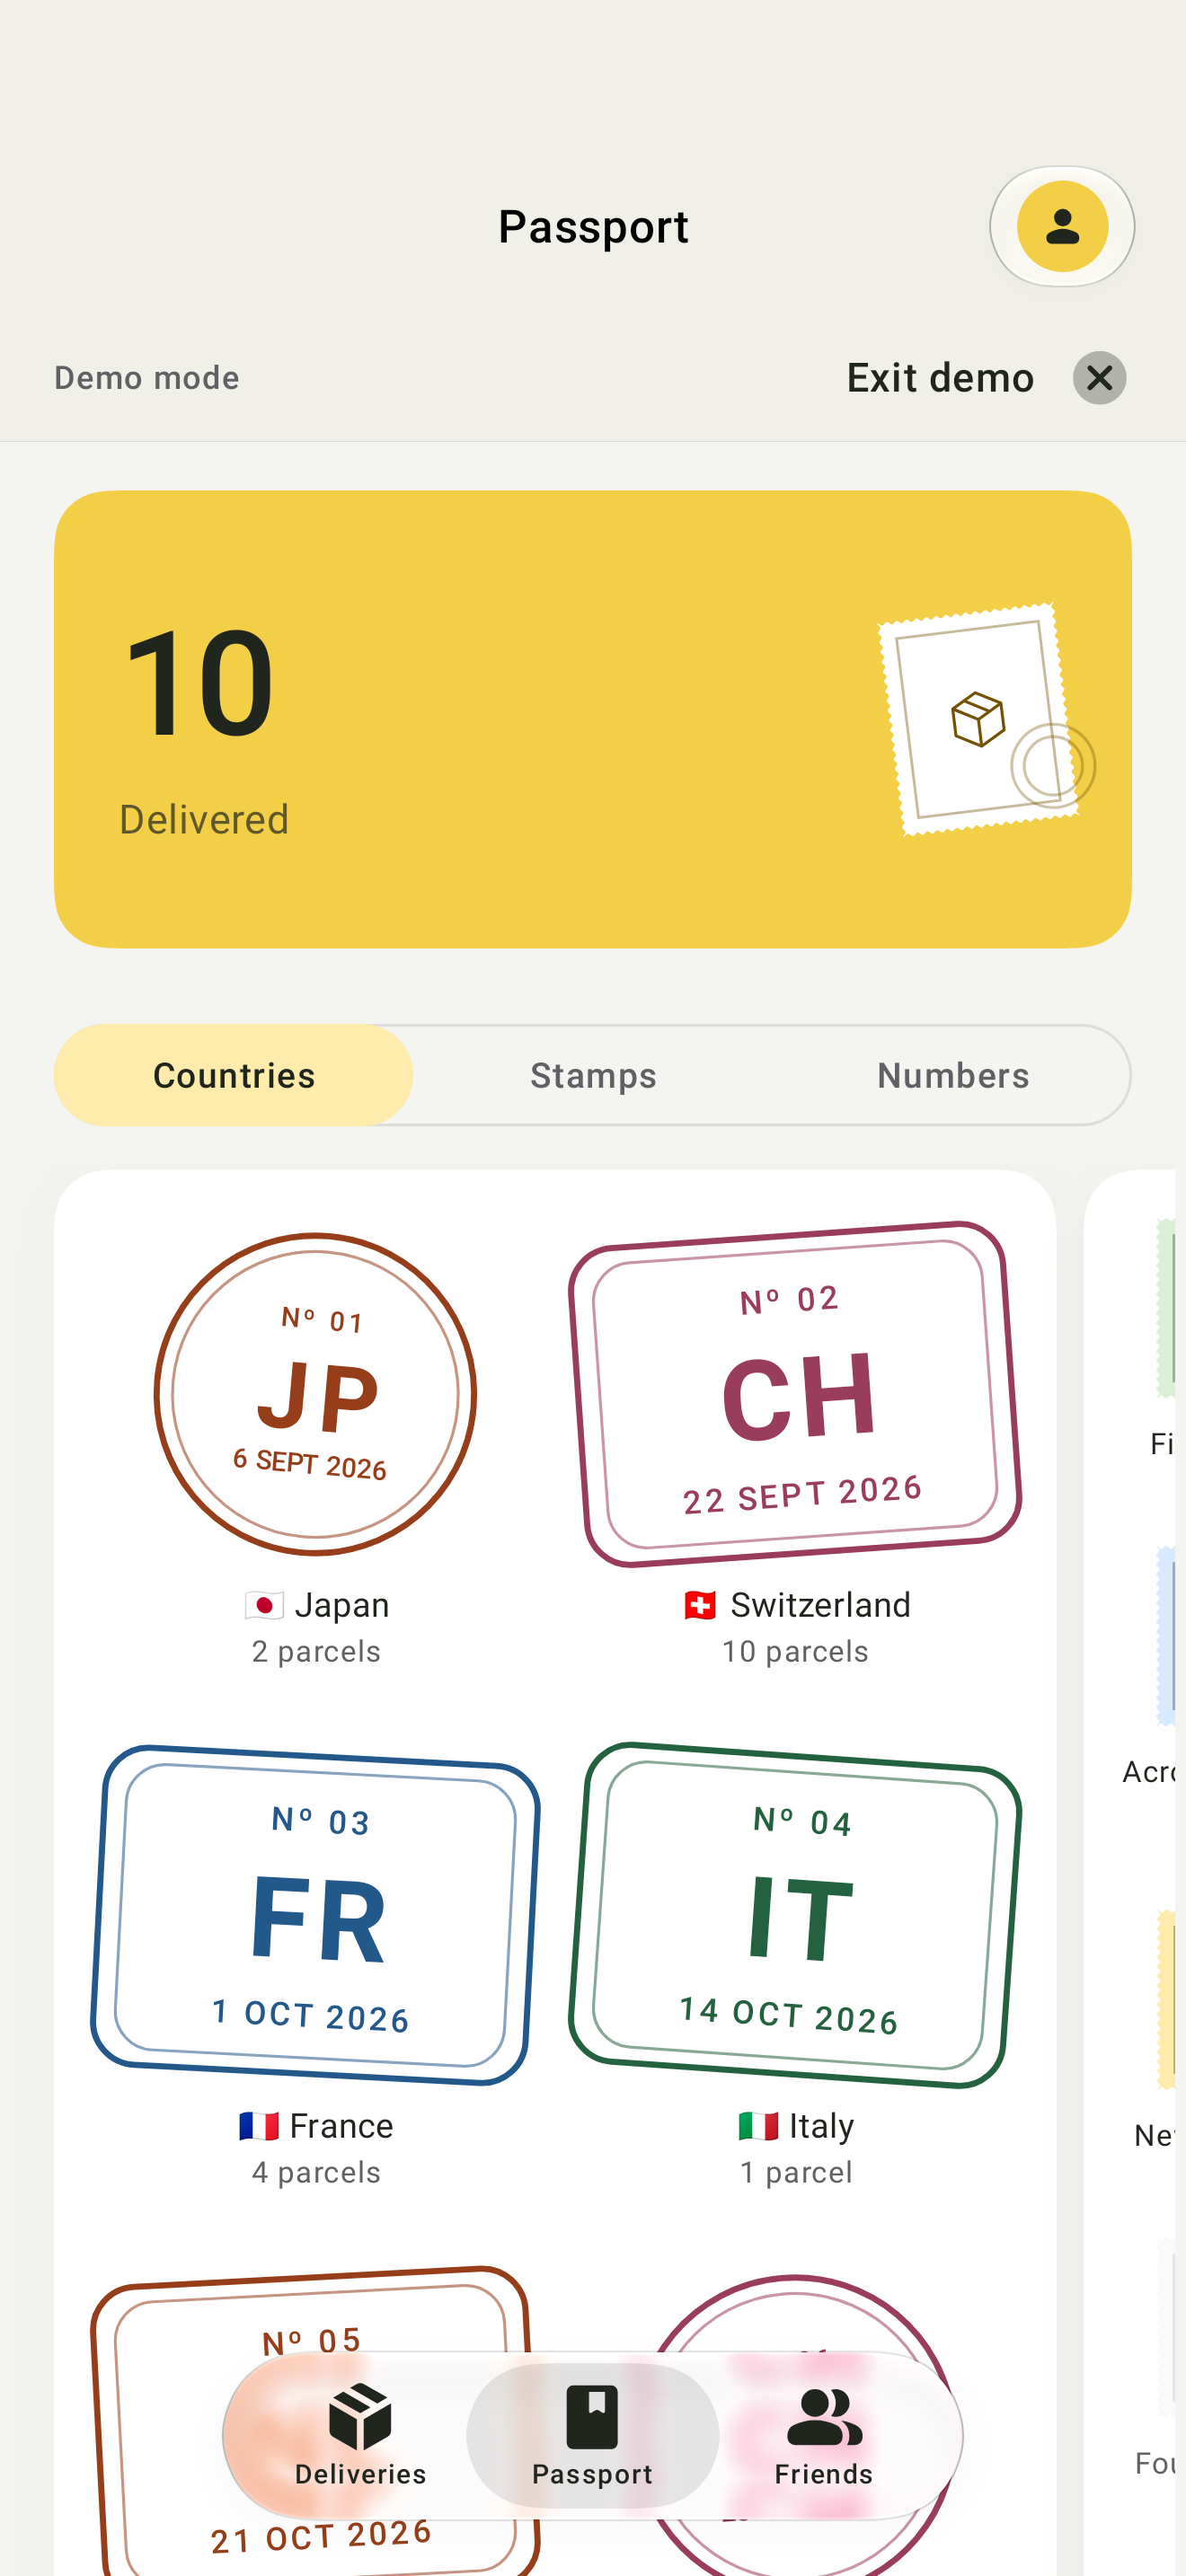 Passport
Demo mode
Exit demo
10
Delivered
Countries
Stamps
Numbers
Nº 01
JP
6 SEPT 2026
🇯🇵 Japan
2 parcels
Nº 02
CH
22 SEPT 2026
🇨🇭 Switzerland
10 parcels
Nº 03
FR
1 OCT 2026
🇫🇷 France
4 parcels
Nº 04
IT
14 OCT 2026
🇮🇹 Italy
1 parcel
Nº 05
21 OCT 2026
Deliveries
Passport
Friends